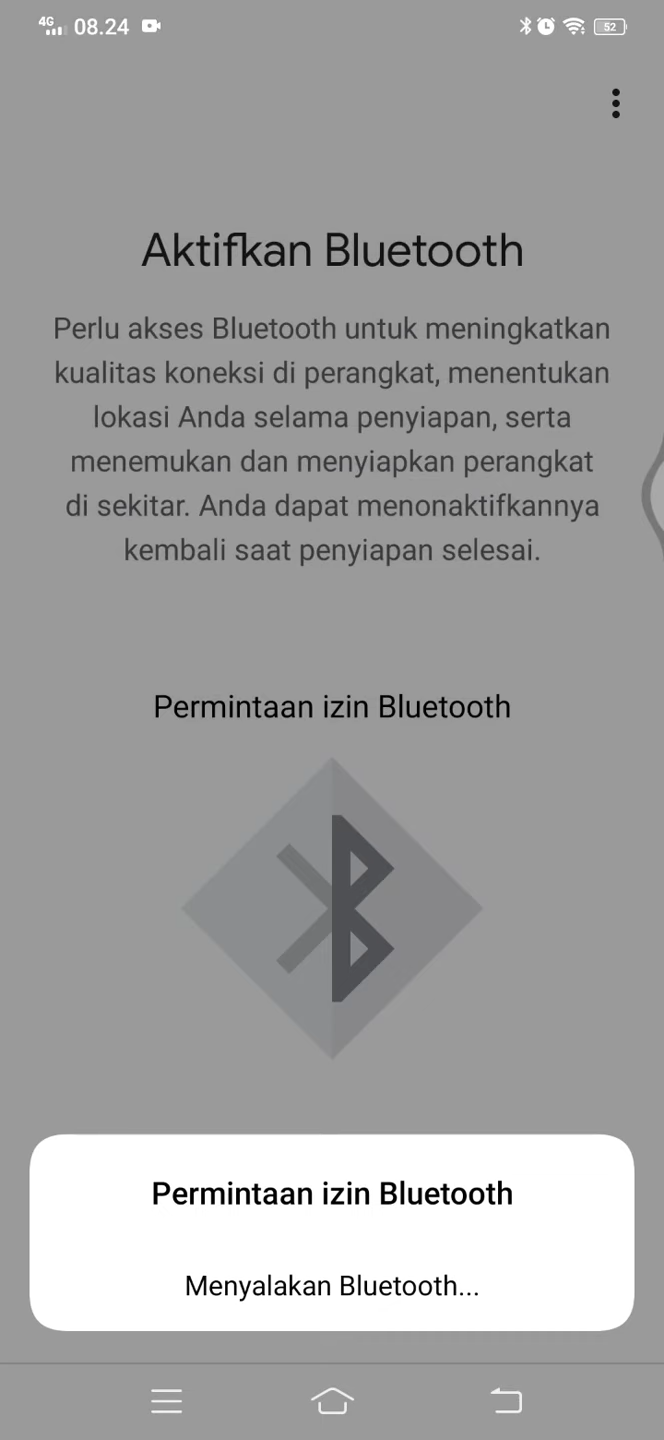 4G 08.24 52
Aktifkan Bluetooth
Perlu akses Bluetooth untuk meningkatkan
kualitas koneksi di perangkat, menentukan
lokasi Anda selama penyiapan, serta
menemukan dan menyiapkan perangkat
di sekitar. Anda dapat menonaktifkannya
kembali saat penyiapan selesai.
Permintaan izin Bluetooth
Permintaan izin Bluetooth
Menyalakan Bluetooth...